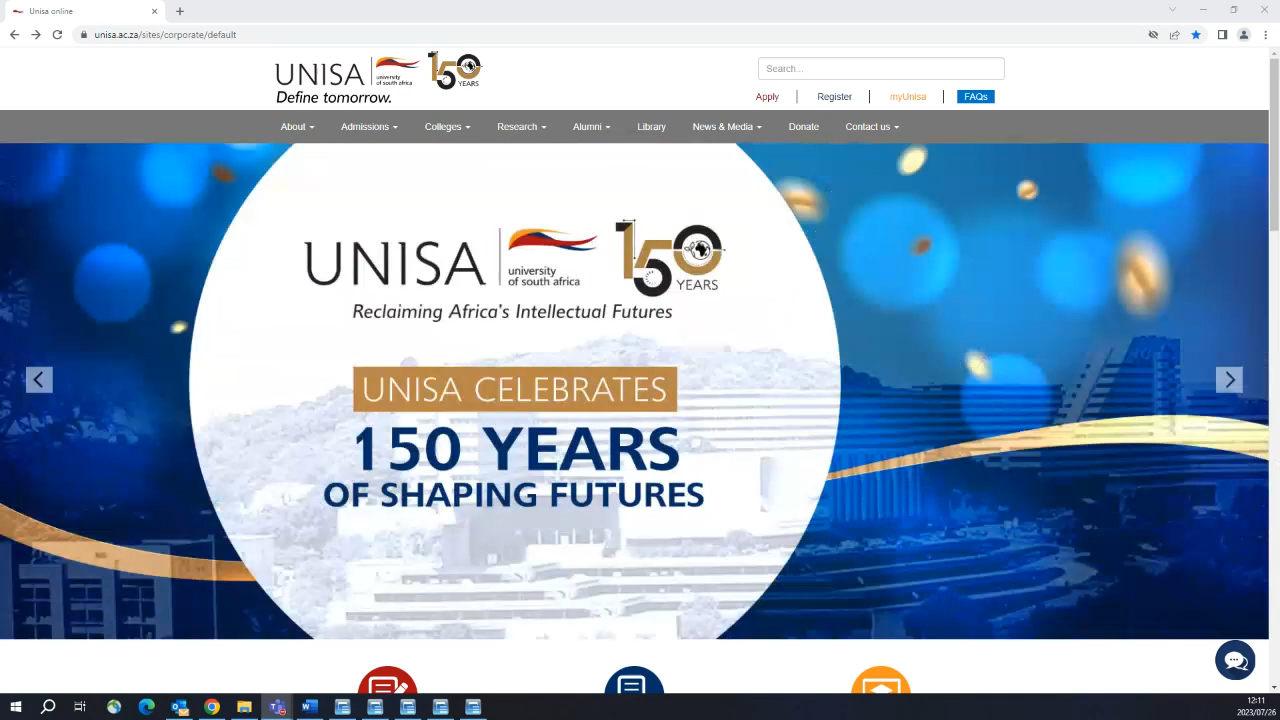 Unisa online
unisa.ac.za/sites/corporate/default
UNISA university of south africa 150 YEARS
Define tomorrow.
Search...
Apply Register myUnisa FAQs
About Admissions Colleges Research Alumni Library News & Media Donate Contact us
UNISA university of south africa 150 YEARS
Reclaiming Africa's Intellectual Futures
UNISA CELEBRATES
150 YEARS
OF SHAPING FUTURES
12:11
2023/07/26